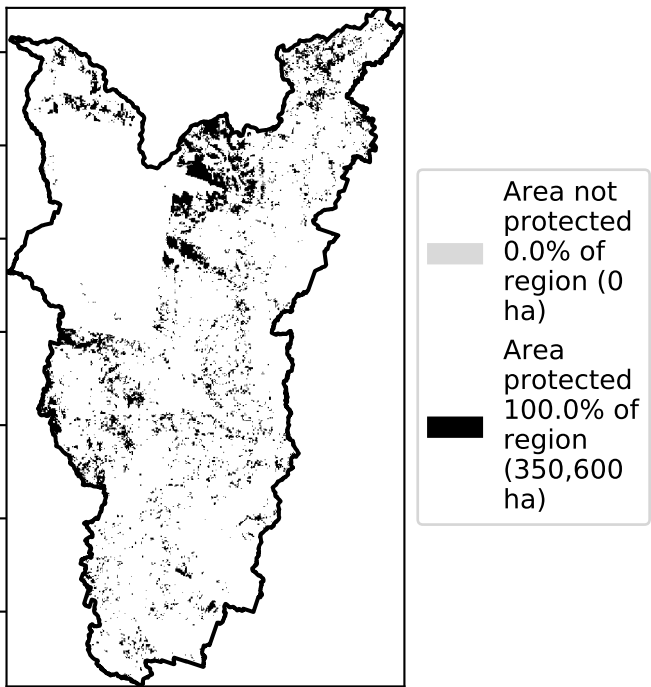 Area not
protected
0.0% of
region (0
ha)
Area
protected
100.0% of
region
(350,600
ha)